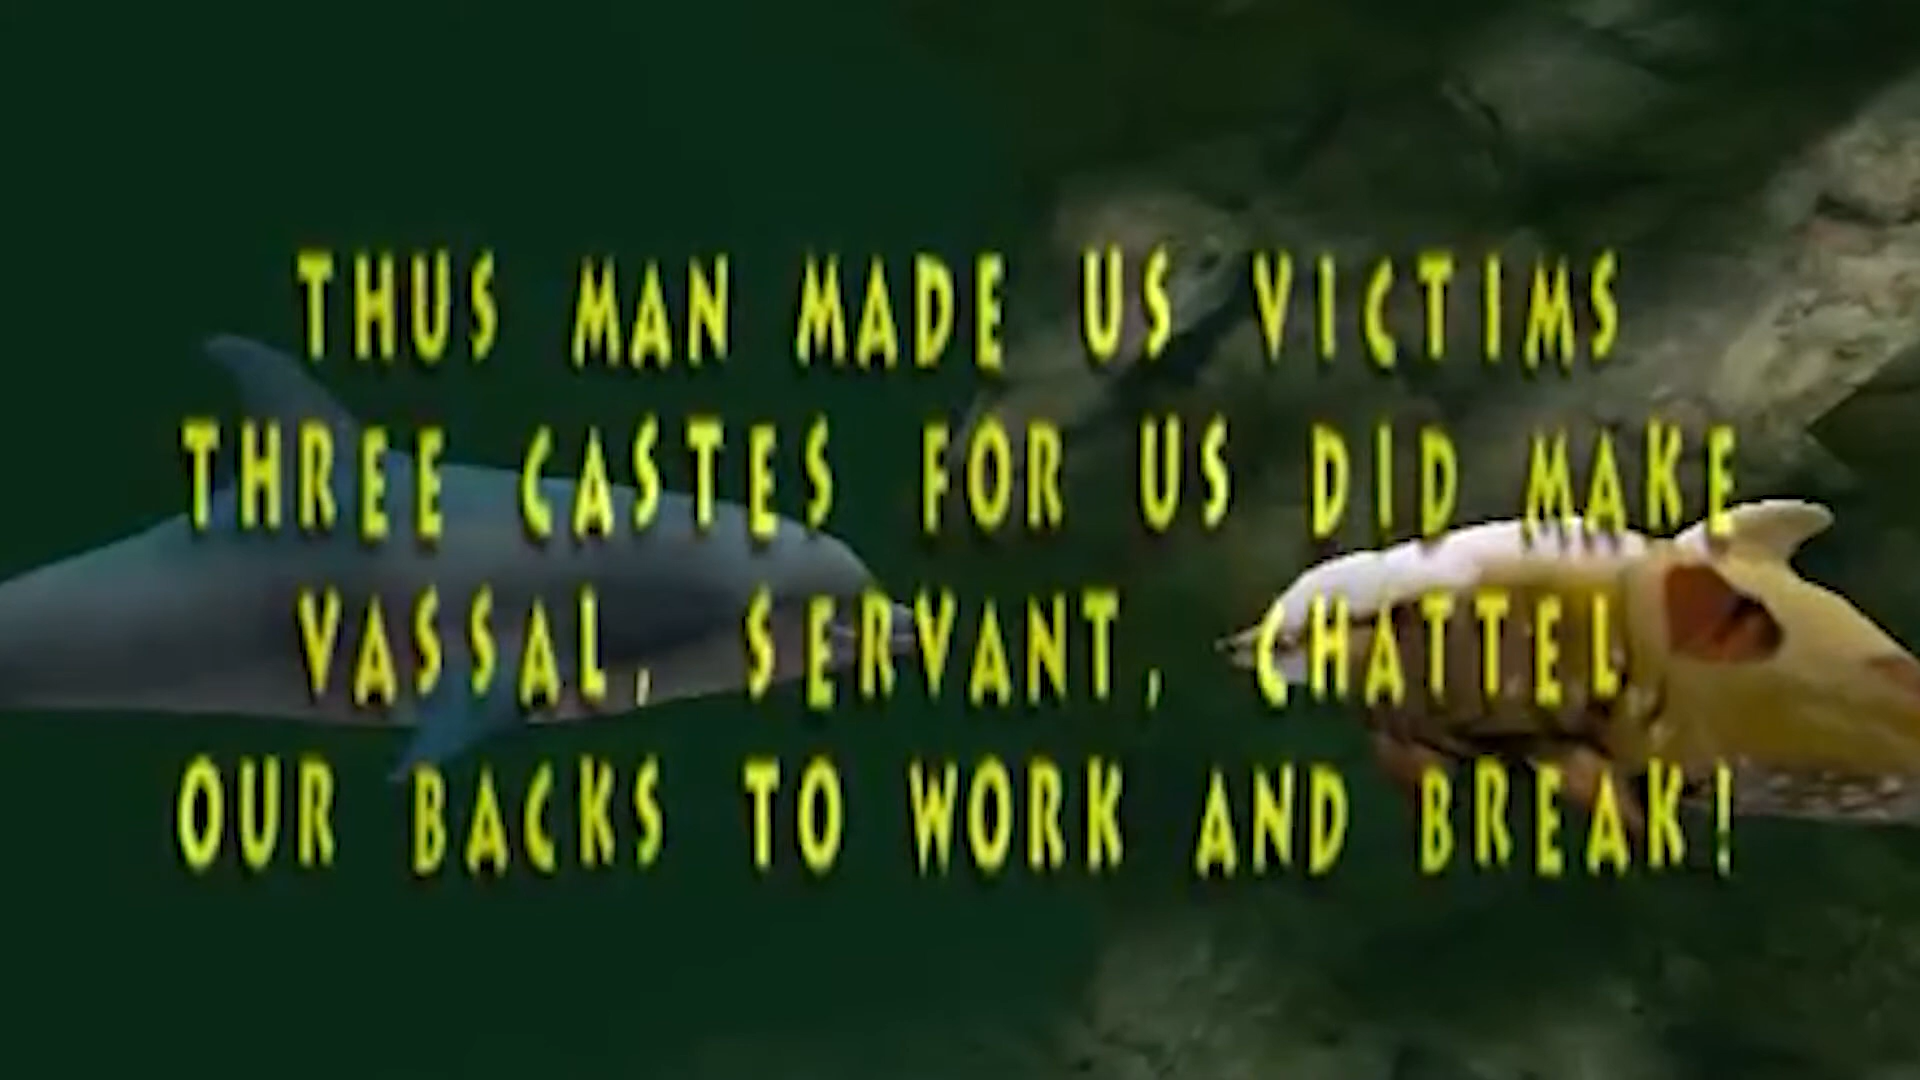 THUS MAN MADE US VICTIMS
THREE CASTES FOR US DID MAKE
VASSAL, SERVANT, CHATTEL
OUR BACKS TO WORK AND BREAK!